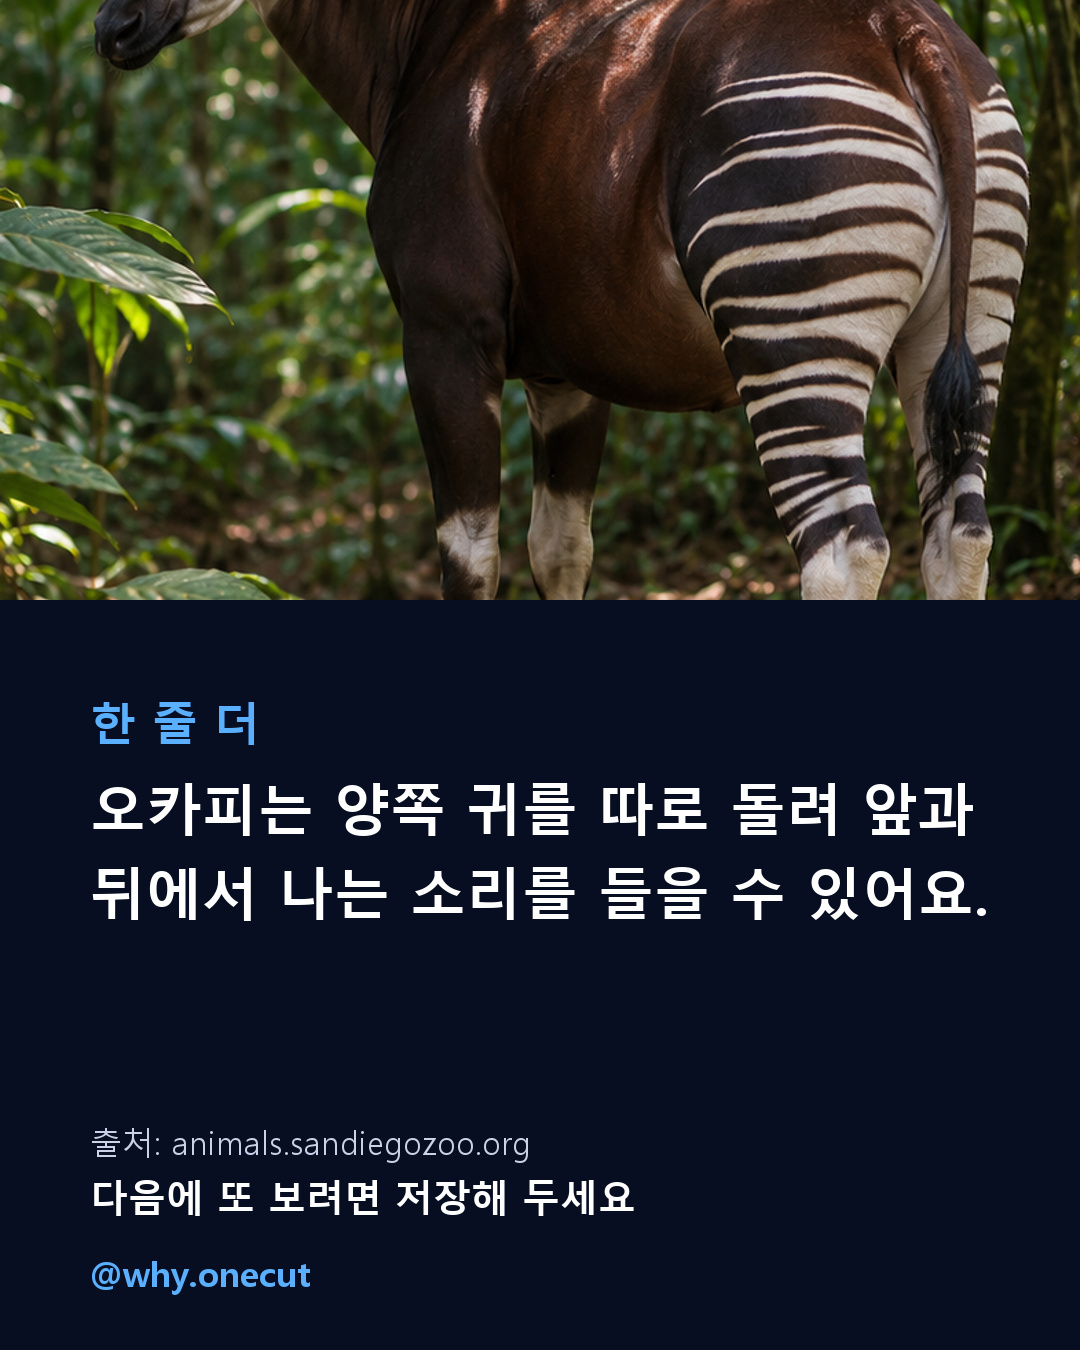 한 줄 더
오카피는 양쪽 귀를 따로 돌려 앞과
뒤에서 나는 소리를 들을 수 있어요.
출처: animals.sandiegozoo.org
다음에 또 보려면 저장해 두세요
@why.onecut